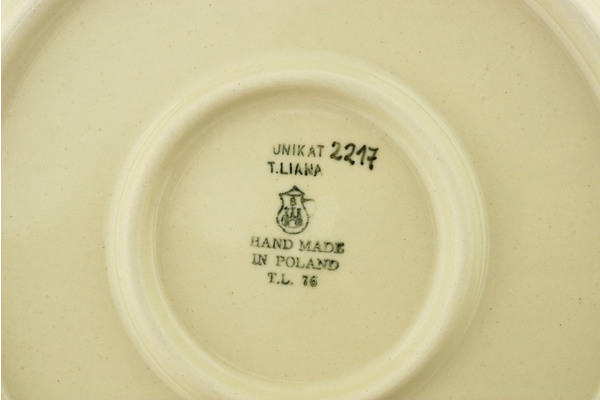 UNIKAT 2217
T.LIANA
HAND MADE
IN POLAND
T.L. 76